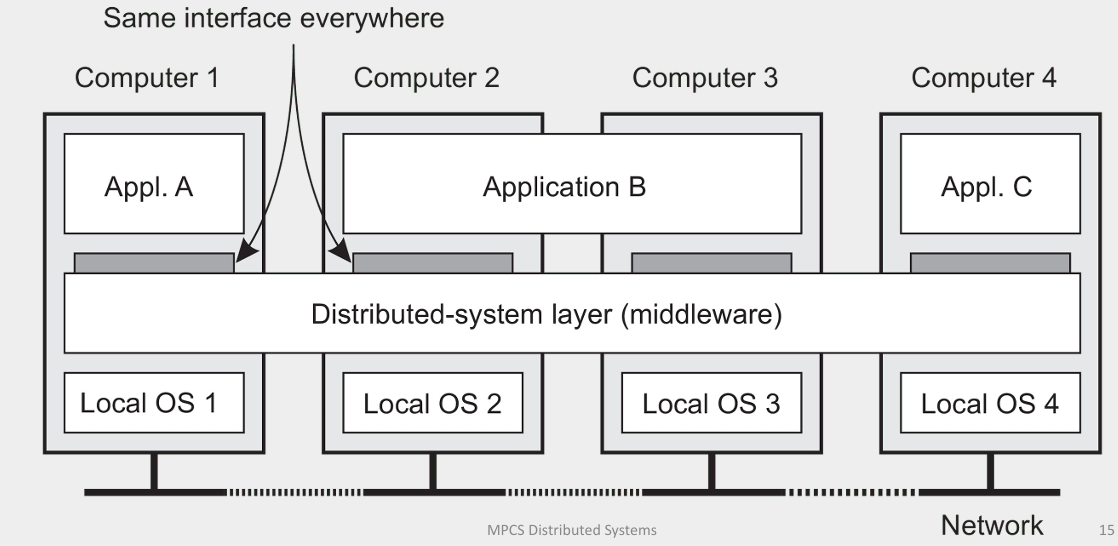 Same interface everywhere
Computer 1
Computer 2
Computer 3
Computer 4
Appl. A
Application B
Appl. C
Distributed-system layer (middleware)
Local OS 1
Local OS 2
Local OS 3
Local OS 4
Network
MPCS Distributed Systems
15